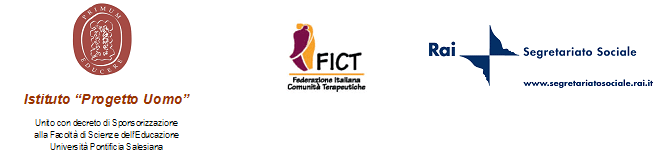 PRIMUM
EDUCERE
Istituto "Progetto Uomo"
Unito con decreto di Sponsorizzazione
alla Facoltà di Scienze dell'Educazione
Università Pontificia Salesiana
FICT
Federazione Italiana
Comunità Terapeutiche
Rai Segretariato Sociale
www.segretariatosociale.rai.it